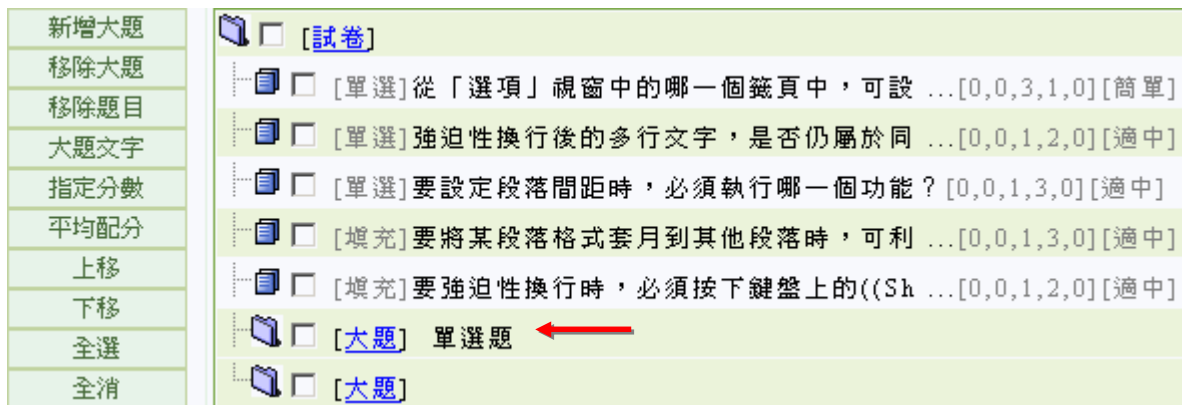 新增大題
移除大題
移除題目
大題文字
指定分數
平均配分
上移
下移
全選
全消
[試卷]
[單選]從「選項」視窗中的哪一個籤頁中，可設 ...[0,0,3,1,0][簡單]
[單選]強迫性換行後的多行文字，是否仍屬於同 ...[0,0,1,2,0][適中]
[單選]要設定段落間距時，必須執行哪一個功能？[0,0,1,3,0][適中]
[填充]要將某段落格式套用到其他段落時，可利 ...[0,0,1,3,0][適中]
[填充]要強迫性換行時，必須按下鍵盤上的((Sh ...[0,0,1,2,0][適中]
[大題] 單選題
[大題]